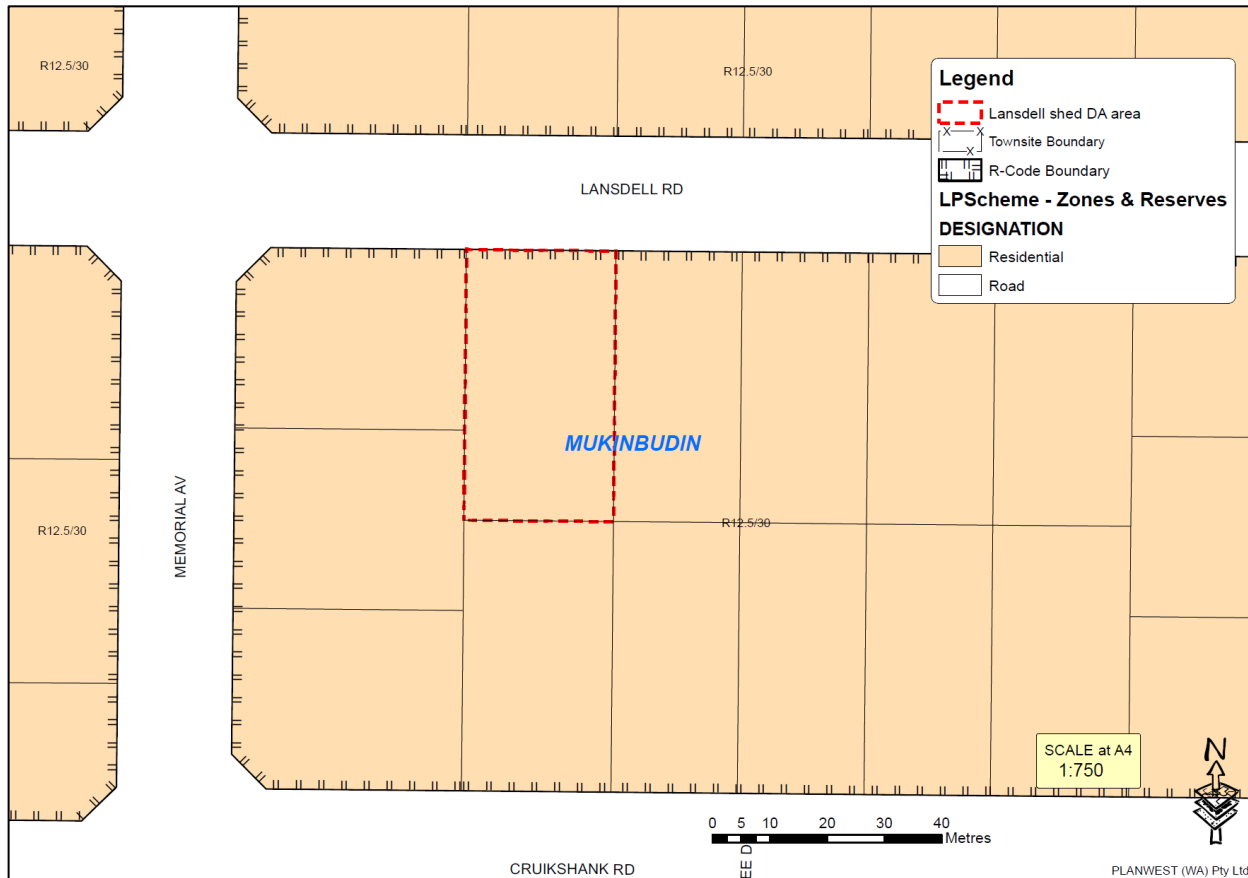 R12.5/30
R12.5/30
Legend
Lansdell shed DA area
X X
X
Townsite Boundary
R-Code Boundary
LPScheme - Zones & Reserves
DESIGNATION
Residential
Road
LANSDELL RD
MUKINBUDIN
R12.5/30
R12.5/30
MEMORIAL AV
SCALE at A4
1:750
N
0 5 10 20 30 40
Metres
CRUIKSHANK RD
EE D
PLANWEST (WA) Pty Ltd